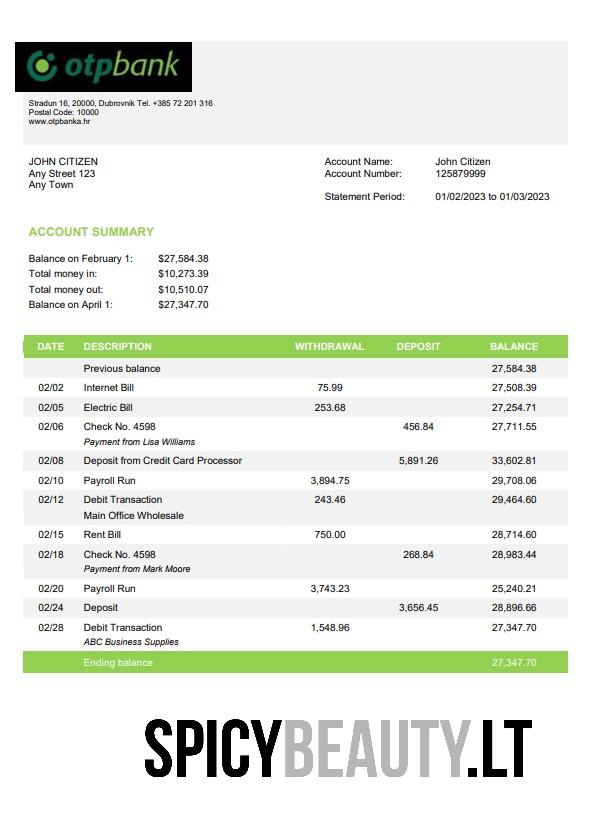 otpbank
Stradun 16, 20000, Dubrovnik Tel. +385 72 201 316
Postal Code: 10000
www.otpbanka.hr
JOHN CITIZEN
Any Street 123
Any Town
Account Name: John Citizen
Account Number: 125879999
Statement Period: 01/02/2023 to 01/03/2023
ACCOUNT SUMMARY
Balance on February 1: $27,584.38
Total money in: $10,273.39
Total money out: $10,510.07
Balance on April 1: $27,347.70
DATE DESCRIPTION WITHDRAWAL DEPOSIT BALANCE
Previous balance 27,584.38
02/02 Internet Bill 75.99 27,508.39
02/05 Electric Bill 253.68 27,254.71
02/06 Check No. 4598 456.84 27,711.55
Payment from Lisa Williams
02/08 Deposit from Credit Card Processor 5,891.26 33,602.81
02/10 Payroll Run 3,894.75 29,708.06
02/12 Debit Transaction 243.46 29,464.60
Main Office Wholesale
02/15 Rent Bill 750.00 28,714.60
02/18 Check No. 4598 268.84 28,983.44
Payment from Mark Moore
02/20 Payroll Run 3,743.23 25,240.21
02/24 Deposit 3,656.45 28,896.66
02/28 Debit Transaction 1,548.96 27,347.70
ABC Business Supplies
Ending balance 27,347.70
SPICYBEAUTY.LT